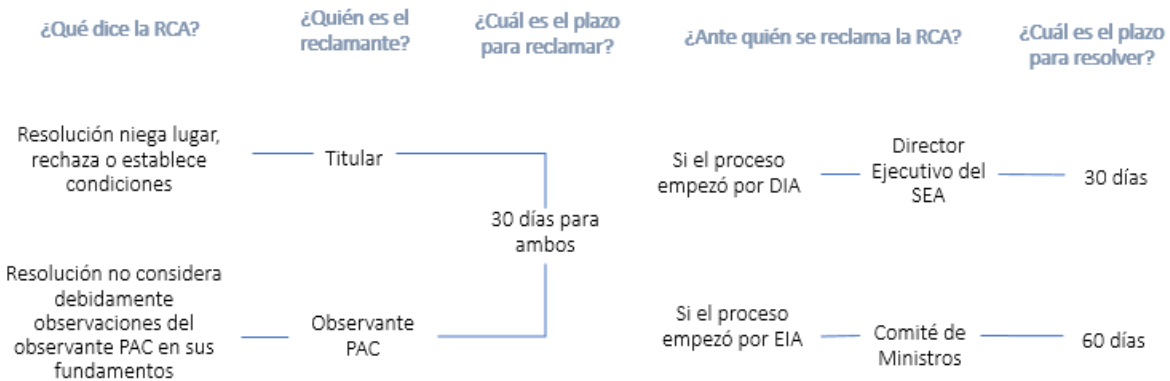 ¿Qué dice la RCA?
¿Quién es el
reclamante?
¿Cuál es el plazo
para reclamar?
¿Ante quién se reclama la RCA?
¿Cuál es el plazo
para resolver?
Resolución niega lugar,
rechaza o establece
condiciones
Titular
30 días para
ambos
Resolución no considera
debidamente
observaciones del
observante PAC en sus
fundamentos
Observante
PAC
Si el proceso
empezó por DIA
Director
Ejecutivo del
SEA
30 días
Si el proceso
empezó por EIA
Comité de
Ministros
60 días